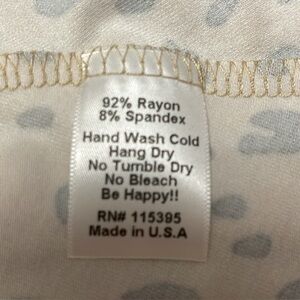 92% Rayon
8% Spandex
Hand Wash Cold
Hang Dry
No Tumble Dry
No Bleach
Be Happy!!
RN# 115395
Made in U.S.A